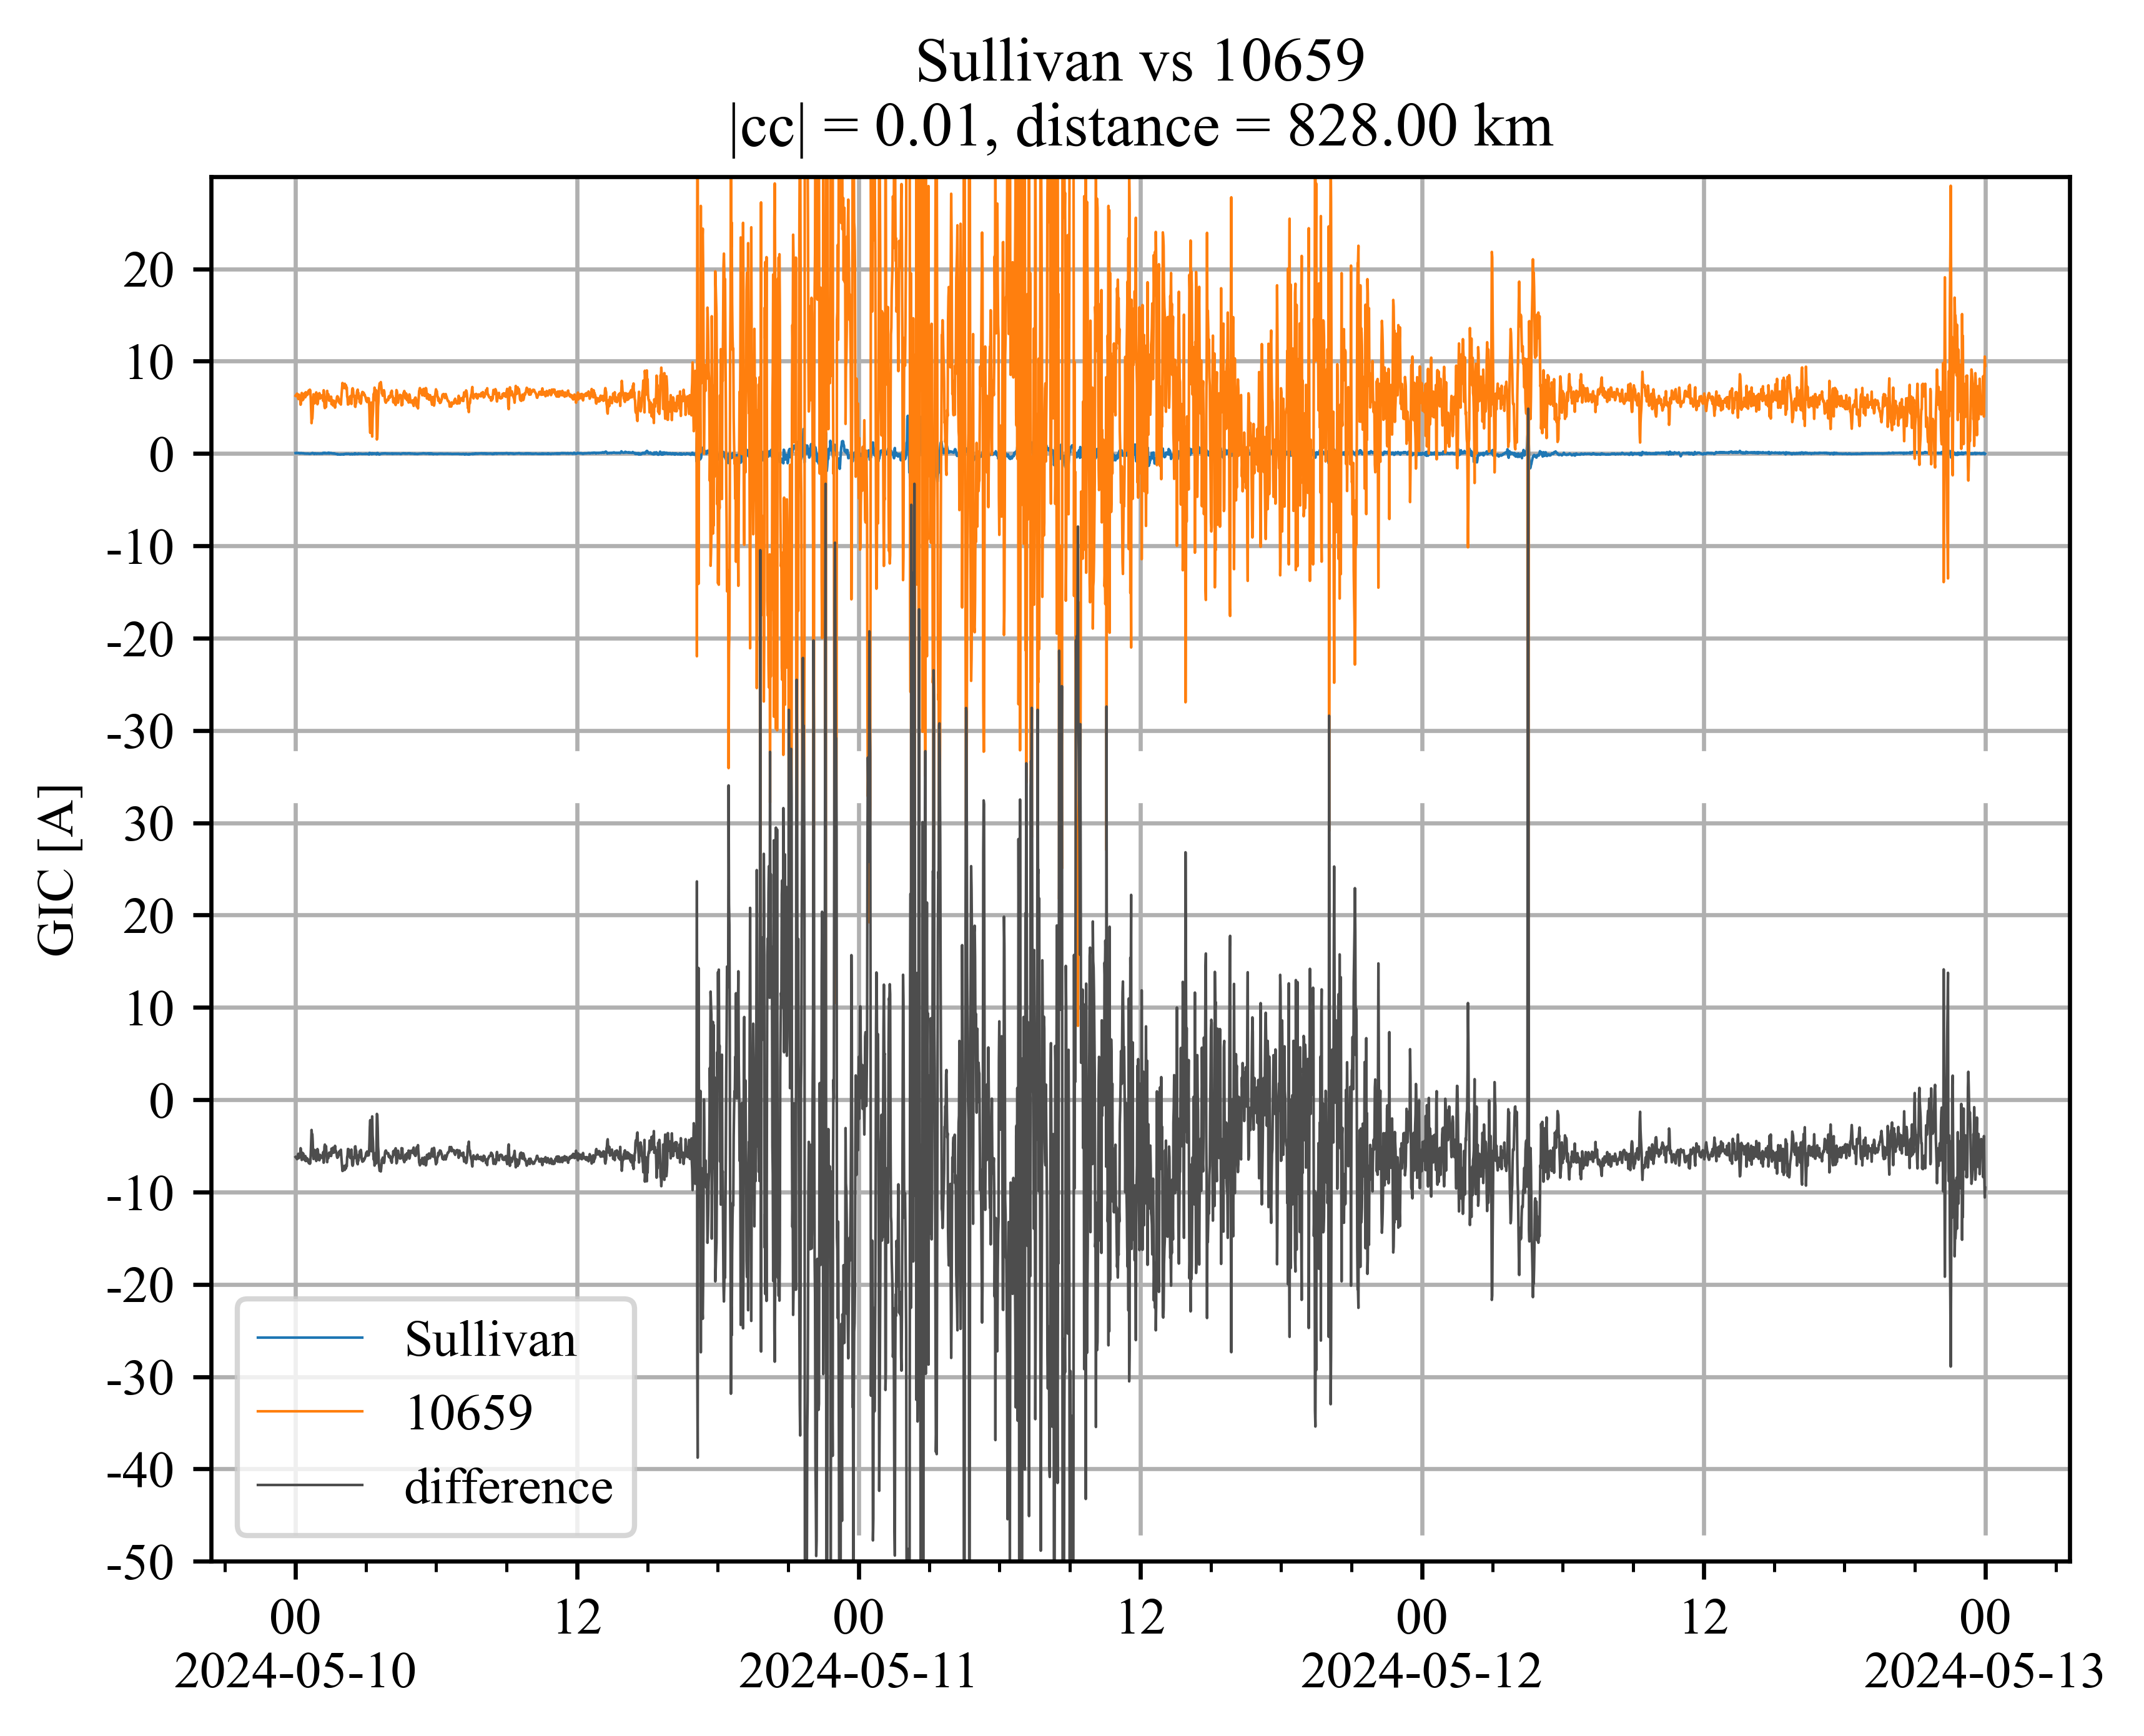 Sullivan vs 10659
|cc| = 0.01, distance = 828.00 km
GIC [A]
20
10
0
-10
-20
-30
30
20
10
0
-10
-20
-30
-40
-50
Sullivan
10659
difference
00 12 00 12 00 12 00
2024-05-10 2024-05-11 2024-05-12 2024-05-13